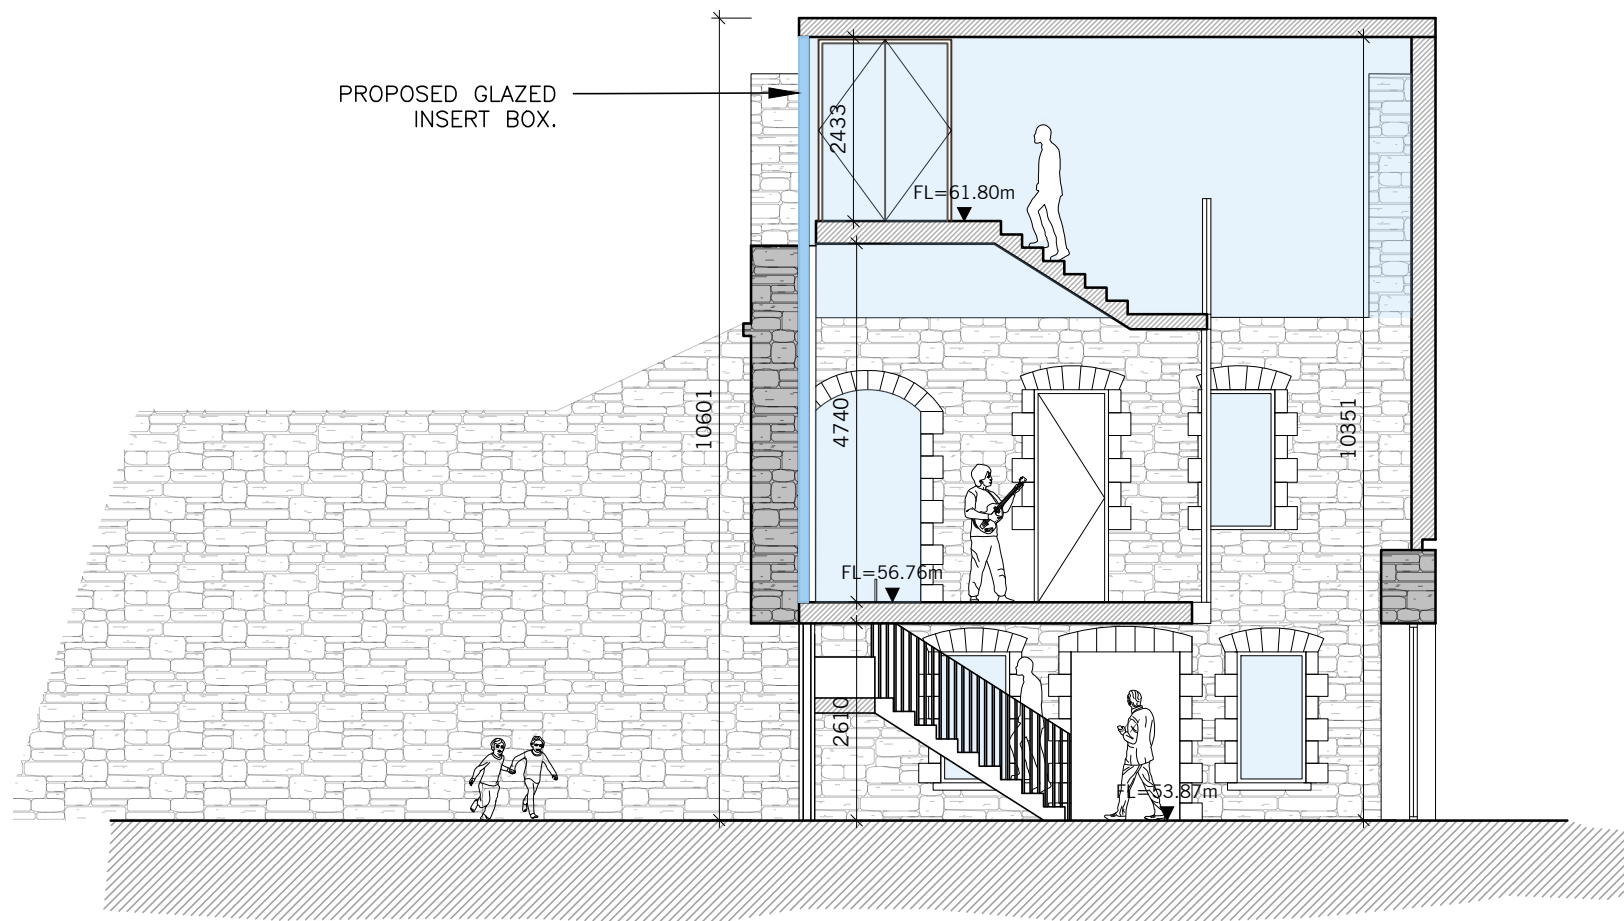 PROPOSED GLAZED
INSERT BOX.
2433
FL=61.80m
10601
4740
10351
FL=56.76m
2610
FL=53.87m